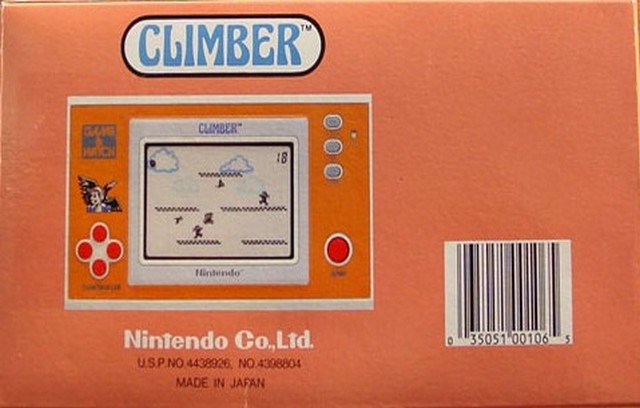 CLIMBER™
GAME &
WATCH
CLIMBER™
18
Nintendo®
JUMP
Nintendo Co.,Ltd.
U.S.P.NO.4438926, NO.4398804
MADE IN JAPAN
0 35051 00106 5